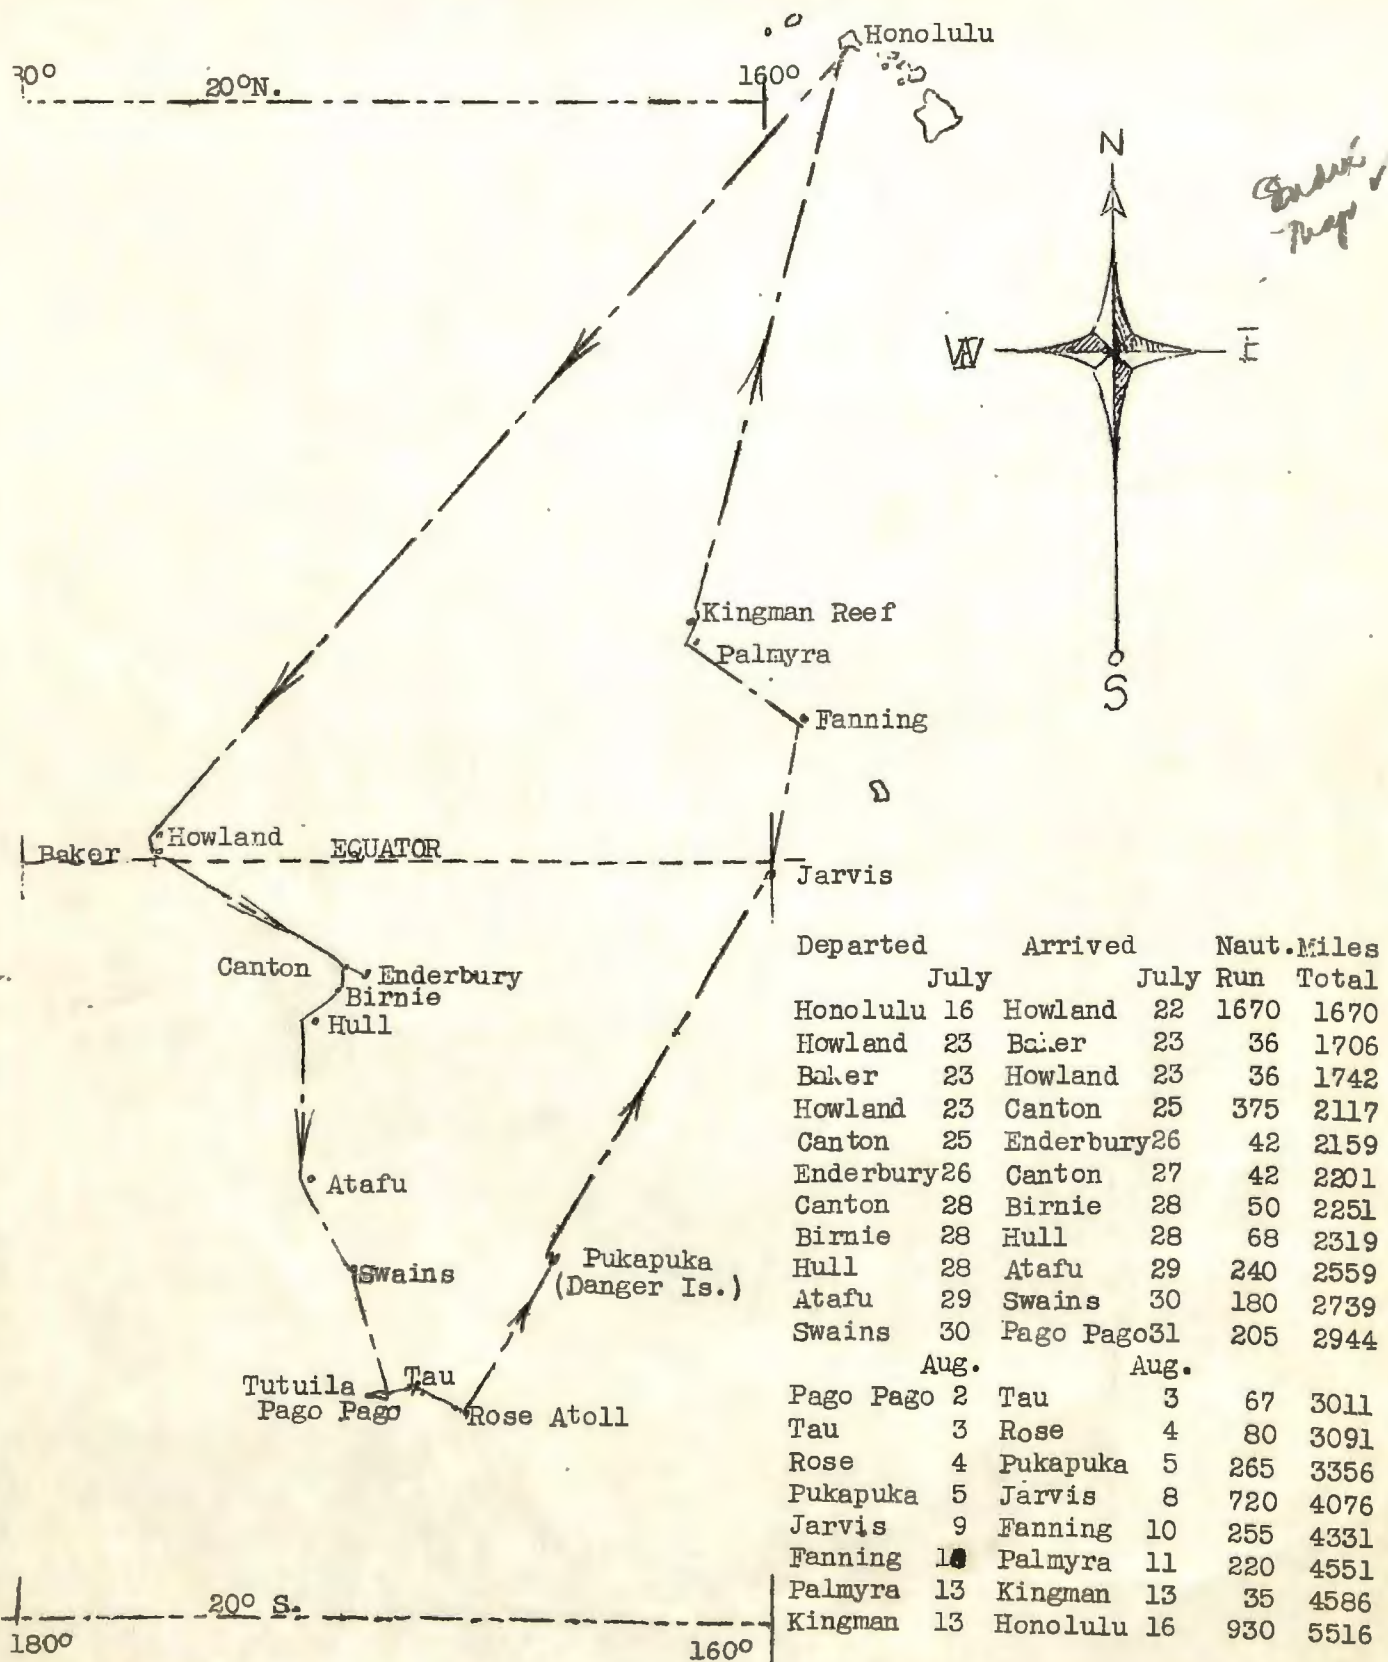 Honolulu
20°N.
160°
N
W
E
S
Kingman Reef
Palmyra
Fanning
Howland
Baker
EQUATOR
Jarvis
Canton
Enderbury
Birnie
Hull
Atafu
Swains
Pukapuka
(Danger Is.)
Tutuila
Tau
Pago Pago
Rose Atoll
Departed Arrived Naut.Miles
July July Run Total
Honolulu 16 Howland 22 1670 1670
Howland 23 Baker 23 36 1706
Baker 23 Howland 23 36 1742
Howland 23 Canton 25 375 2117
Canton 25 Enderbury26 42 2159
Enderbury26 Canton 27 42 2201
Canton 28 Birnie 28 50 2251
Birnie 28 Hull 28 68 2319
Hull 28 Atafu 29 240 2559
Atafu 29 Swains 30 180 2739
Swains 30 Pago Pago31 205 2944
Aug. Aug.
Pago Pago 2 Tau 3 67 3011
Tau 3 Rose 4 80 3091
Rose 4 Pukapuka 5 265 3356
Pukapuka 5 Jarvis 8 720 4076
Jarvis 9 Fanning 10 255 4331
Fanning Palmyra 11 220 4551
Palmyra 13 Kingman 13 35 4586
Kingman 13 Honolulu 16 930 5516
20° S.
180°
160°